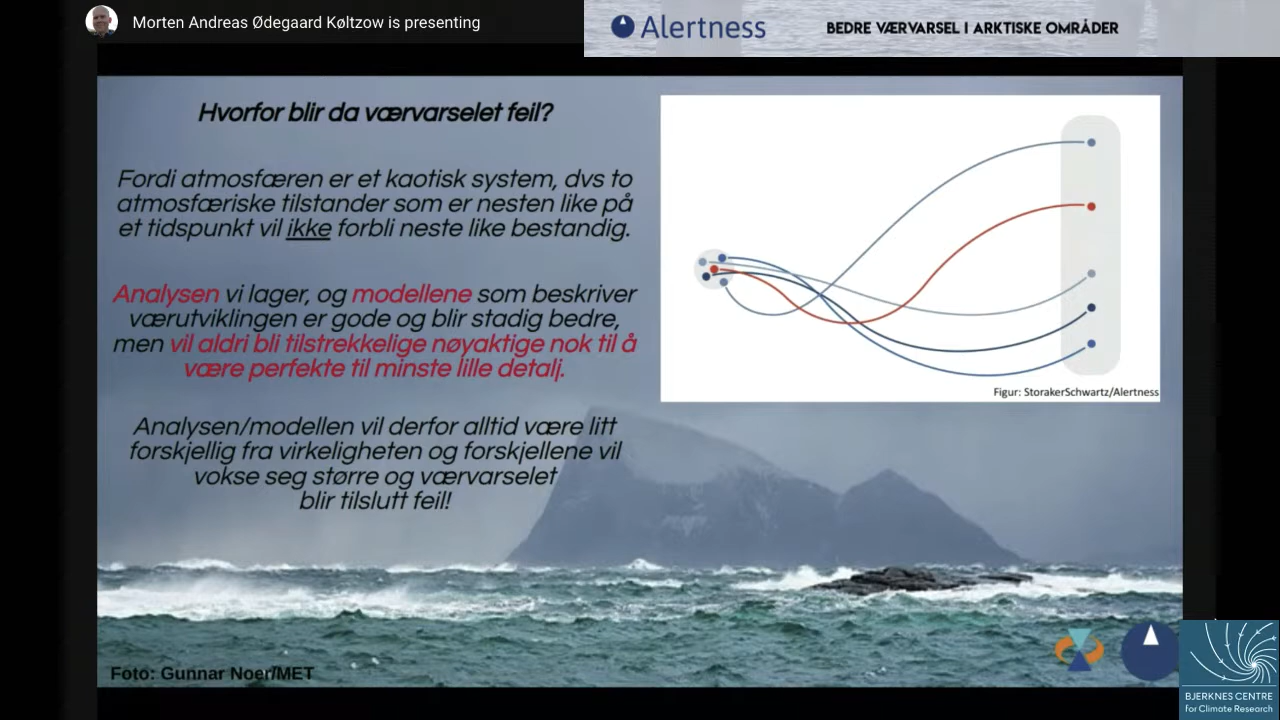 Morten Andreas Ødegaard Køltzow is presenting
Alertness
BEDRE VÆRVARSEL I ARKTISKE OMRÅDER
Hvorfor blir da værvarselet feil?
Fordi atmosfæren er et kaotisk system, dvs to
atmosfæriske tilstander som er nesten like på
et tidspunkt vil ikke forbli neste like bestandig.
Analysen vi lager, og modellene som beskriver
værutviklingen er gode og blir stadig bedre,
men vil aldri bli tilstrekkelige nøyaktige nok til å
være perfekte til minste lille detalj.
Analysen/modellen vil derfor alltid være litt
forskjellig fra virkeligheten og forskjellene vil
vokse seg større og værvarselet
blir tilslutt feil!
Figur: StorakerSchwartz/Alertness
Foto: Gunnar Noer/MET
BJERKNES CENTRE
for Climate Research